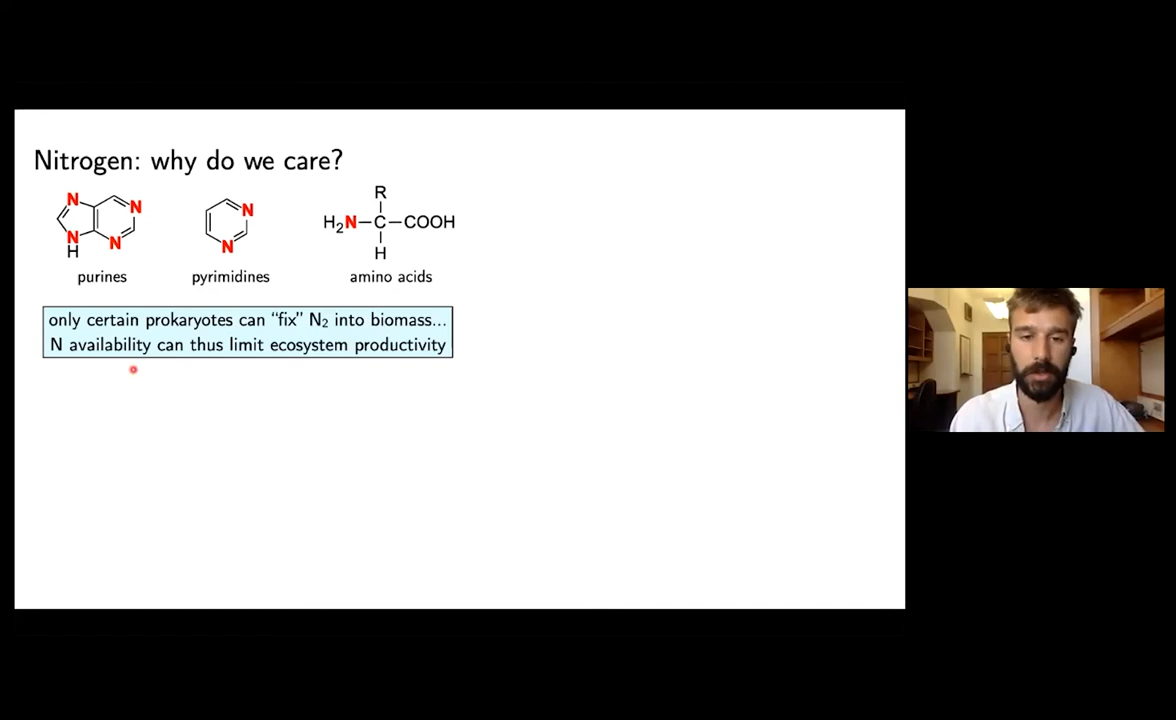 Nitrogen: why do we care?
N N N N H
N N
R
H₂N–C–COOH
H
purines pyrimidines amino acids
only certain prokaryotes can “fix” N₂ into biomass...
N availability can thus limit ecosystem productivity